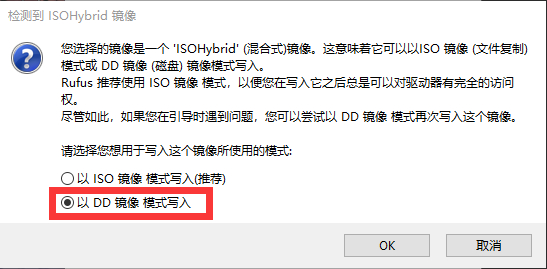 检测到 ISOHybrid 镜像
您选择的镜像是一个 'ISOHybrid' (混合式)镜像。这意味着它可以以ISO 镜像 (文件复制)
模式或 DD 镜像 (磁盘) 镜像模式写入。
Rufus 推荐使用 ISO 镜像 模式，以便您在写入它之后总是可以对驱动器有完全的访问
权。
尽管如此，如果您在引导时遇到问题，您可以尝试以 DD 镜像 模式再次写入这个镜像。
请选择您想用于写入这个镜像所使用的模式:
以 ISO 镜像 模式写入(推荐)
以 DD 镜像 模式写入
OK
取消